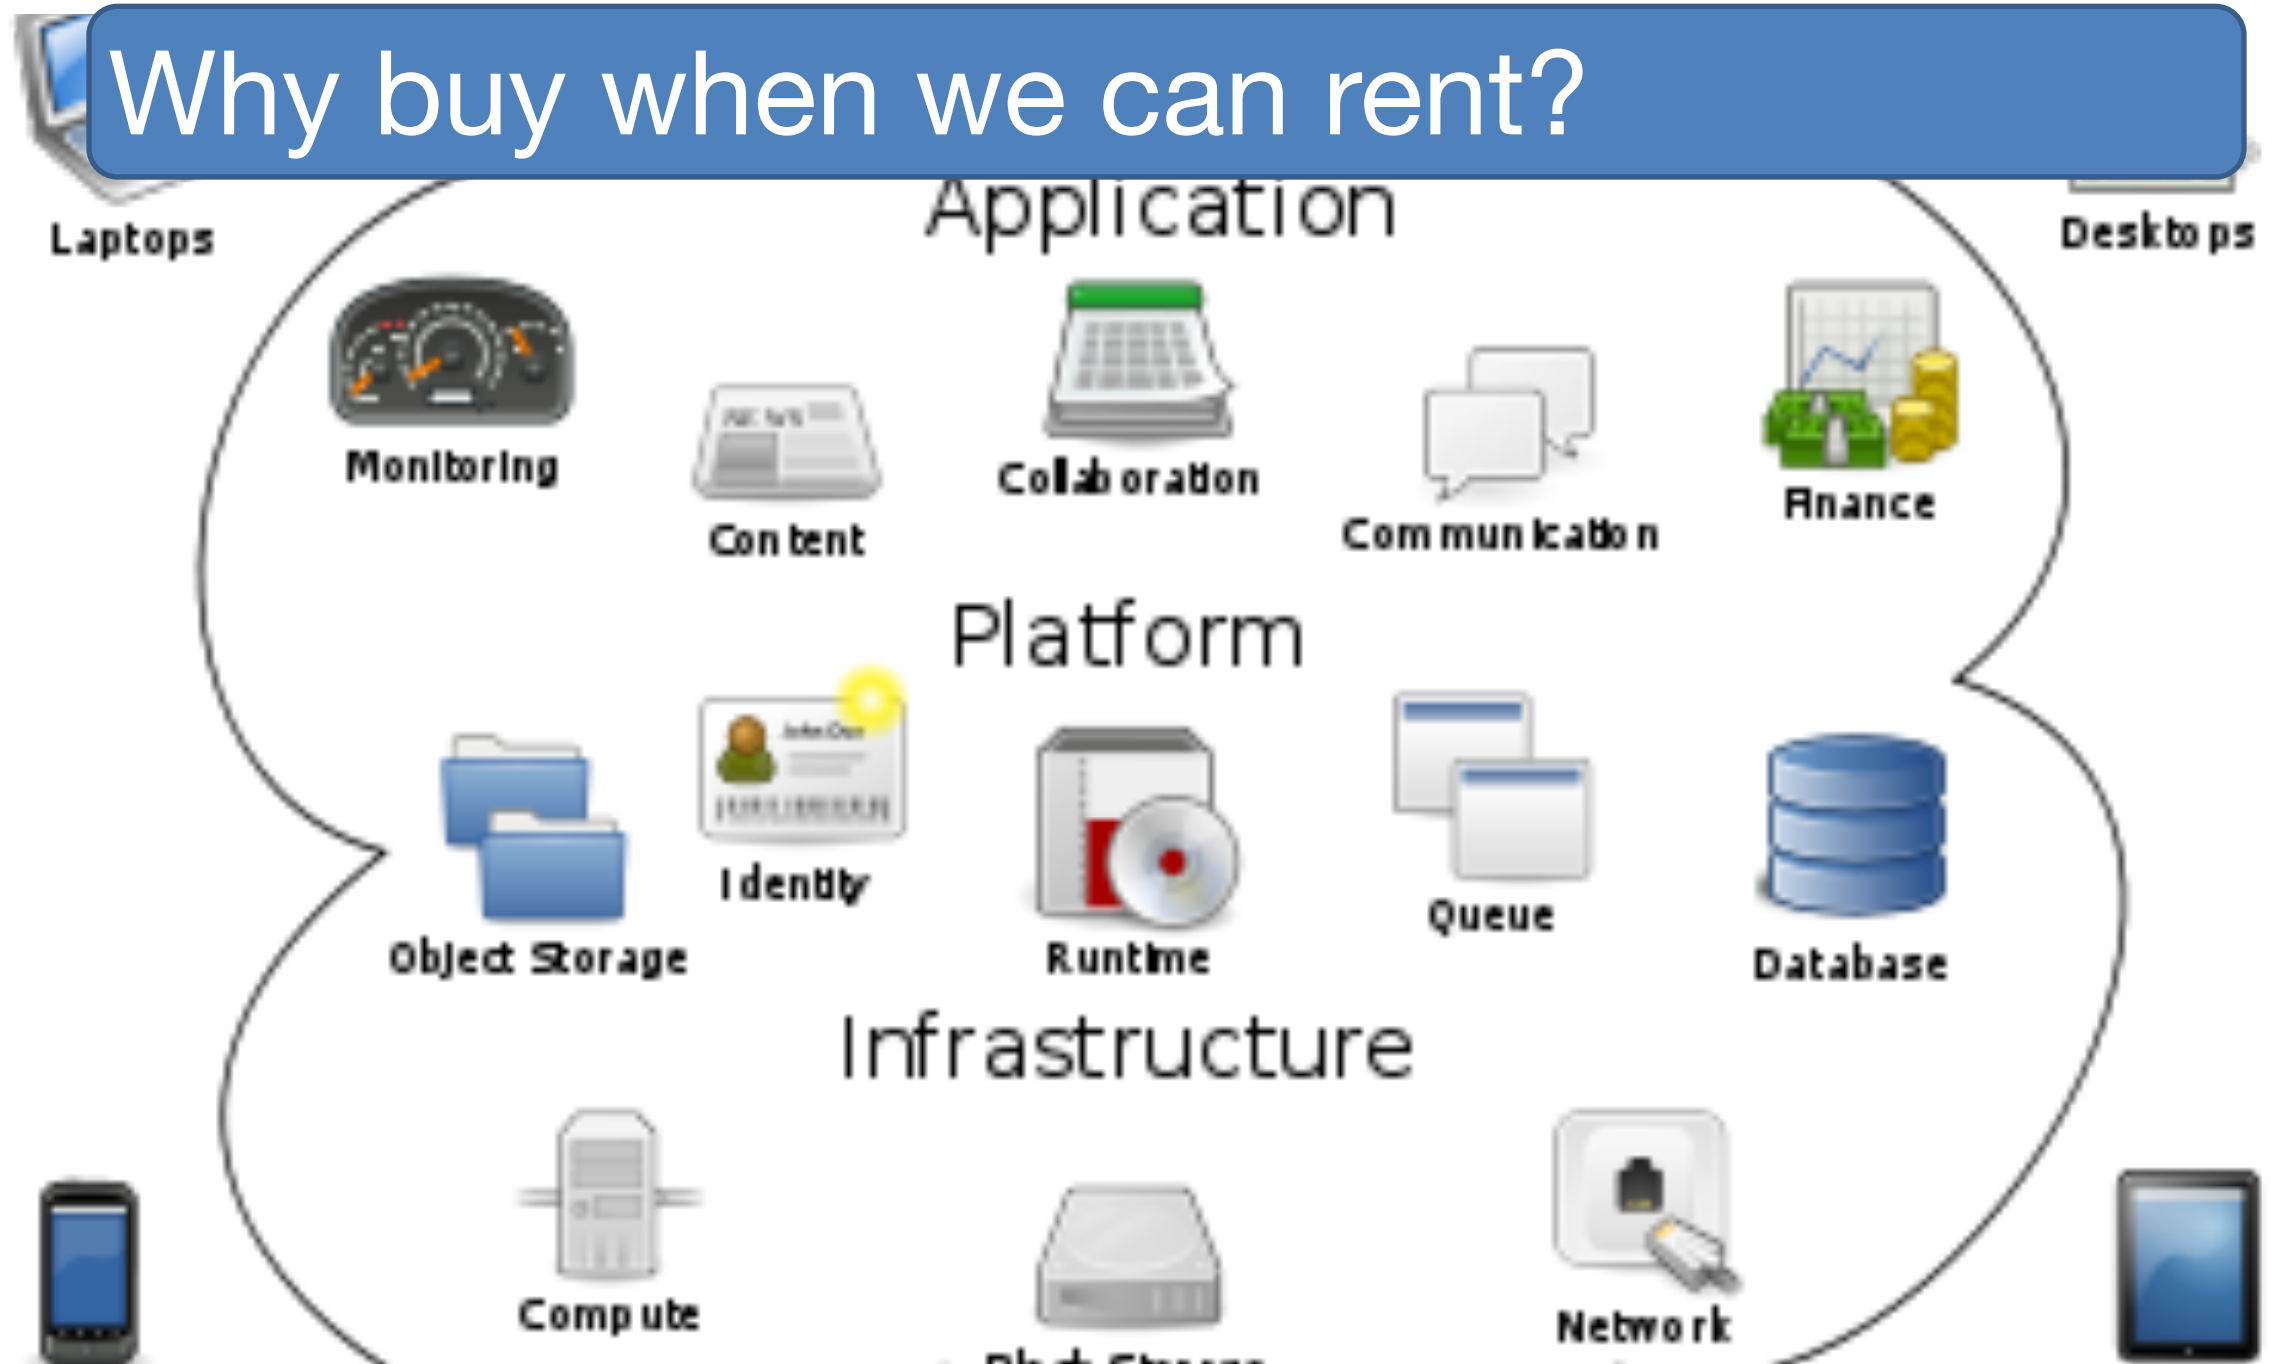 Why buy when we can rent?
Application
Laptops
Desktops
Monitoring
Content
NEWS
Collaboration
Communication
Finance
Platform
Object Storage
Identity
Runtime
Queue
Database
Infrastructure
Compute
Network